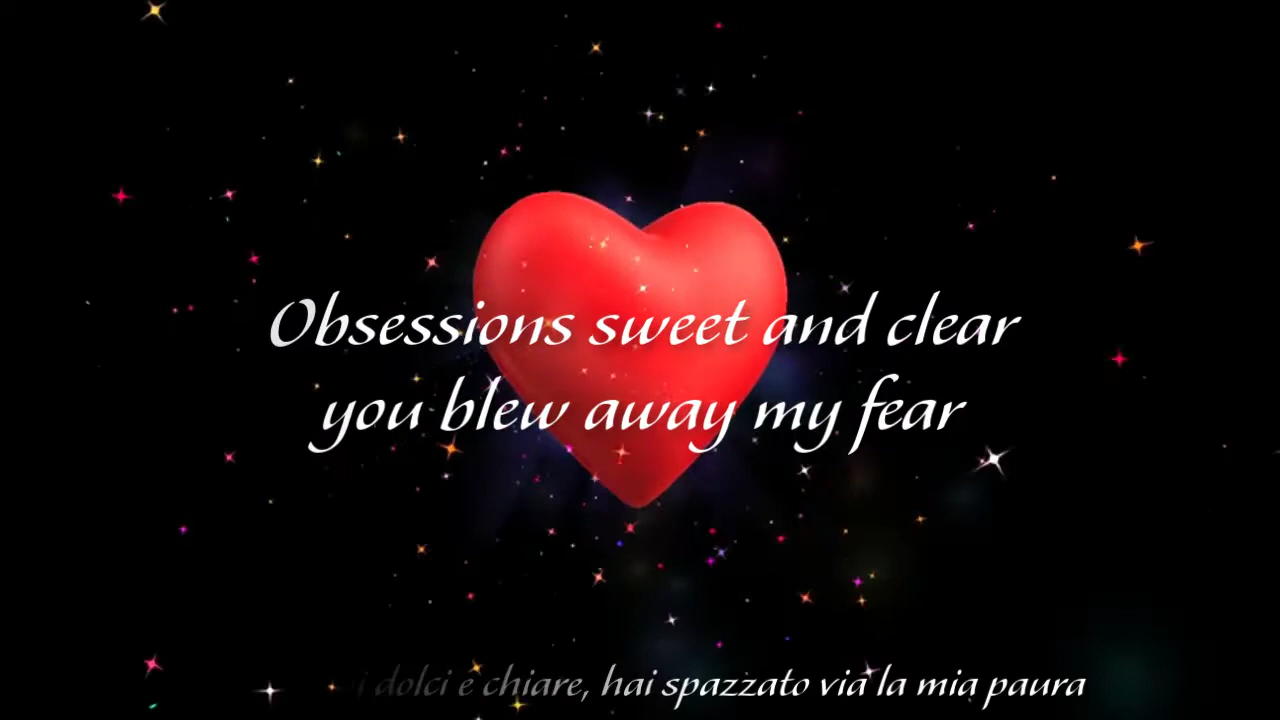 Obsessions sweet and clear
you blew away my fear
dolci e chiare, hai spazzato via la mia paura